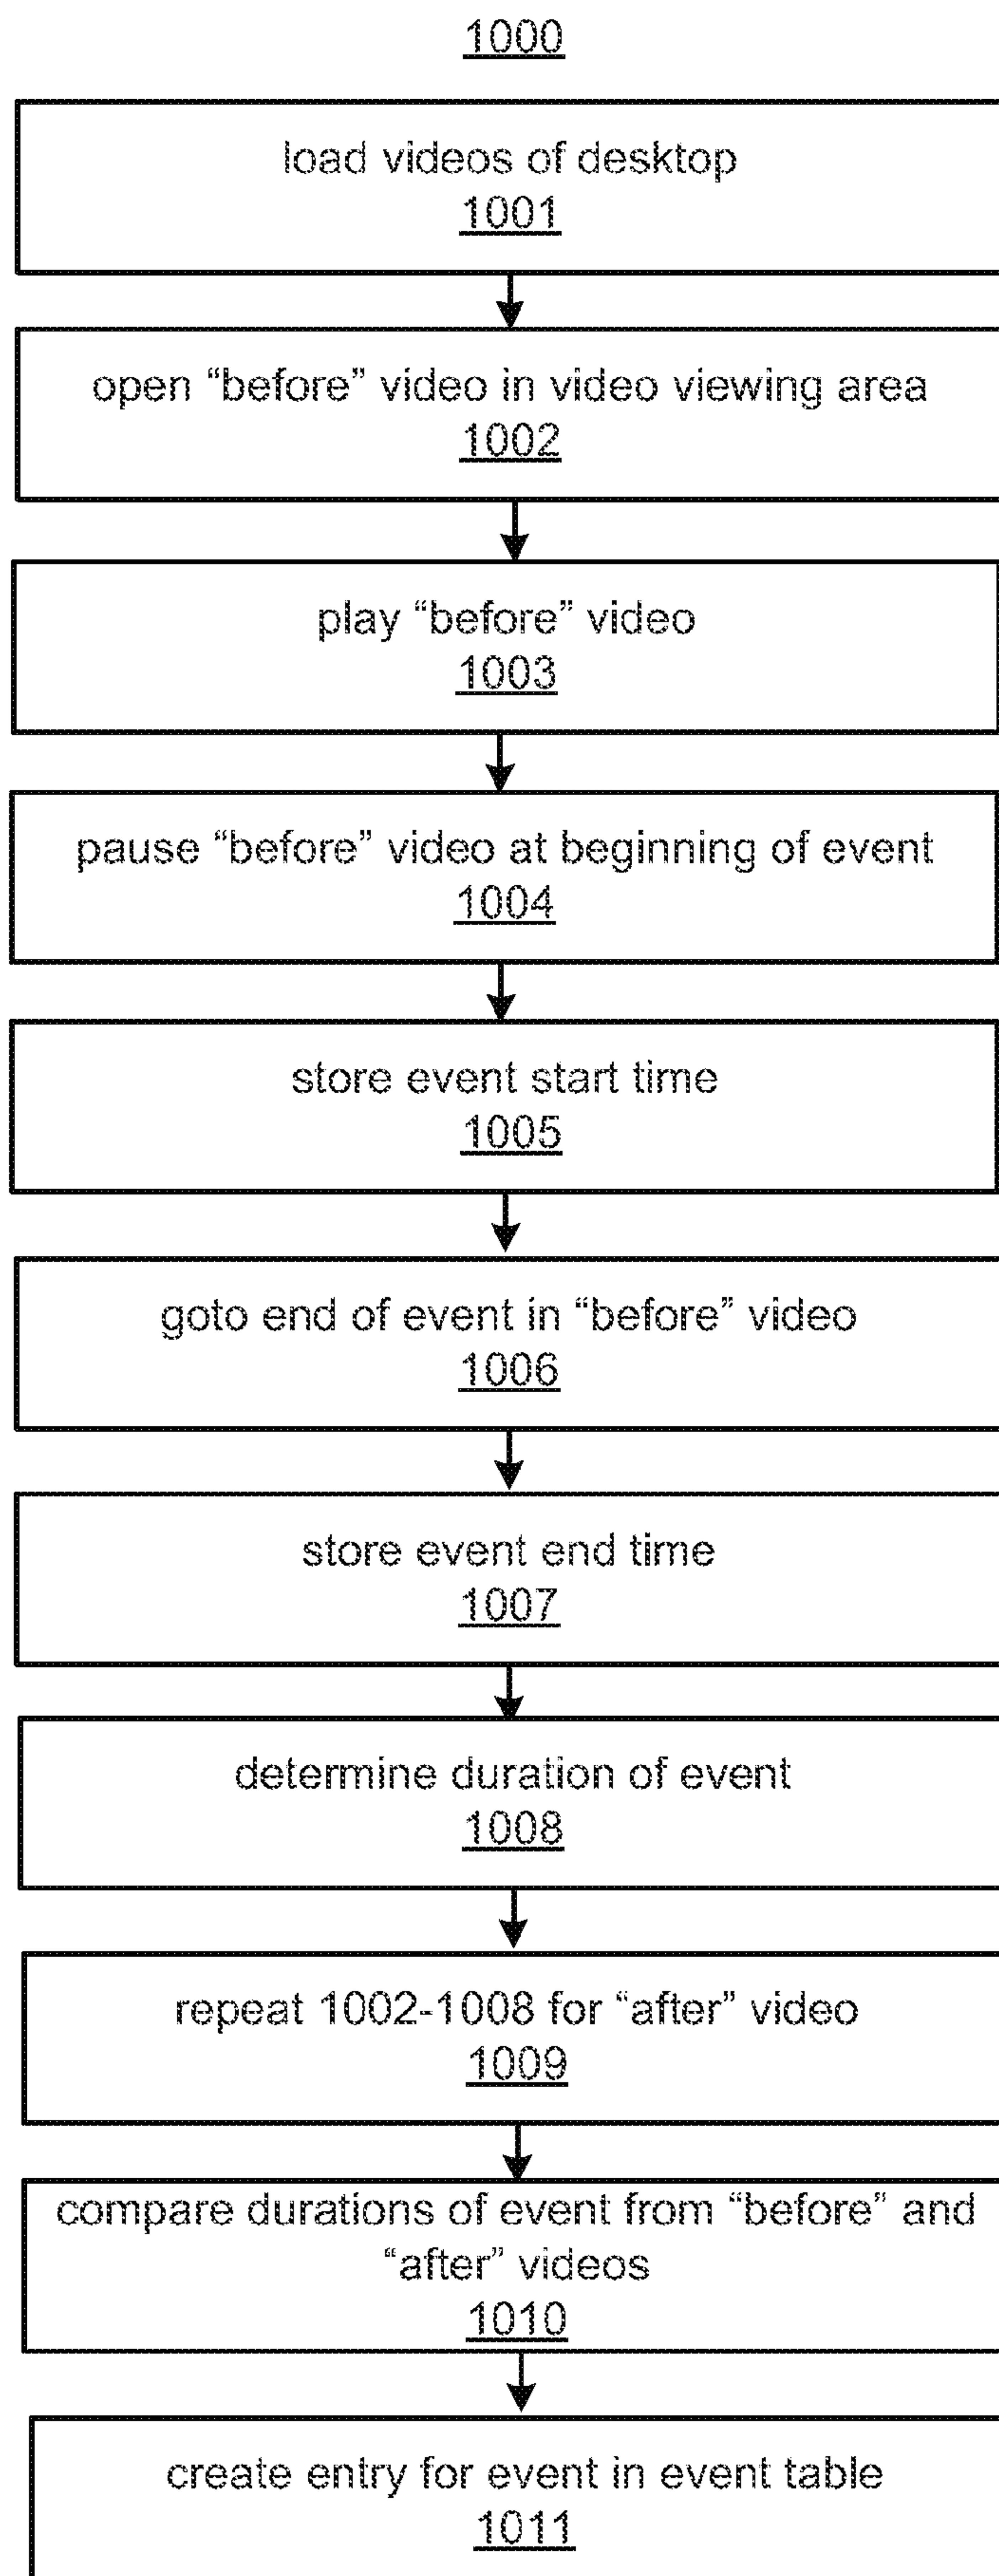 1000
load videos of desktop
1001
open “before” video in video viewing area
1002
play “before” video
1003
pause “before” video at beginning of event
1004
store event start time
1005
goto end of event in “before” video
1006
store event end time
1007
determine duration of event
1008
repeat 1002-1008 for “after” video
1009
compare durations of event from “before” and
“after” videos
1010
create entry for event in event table
1011